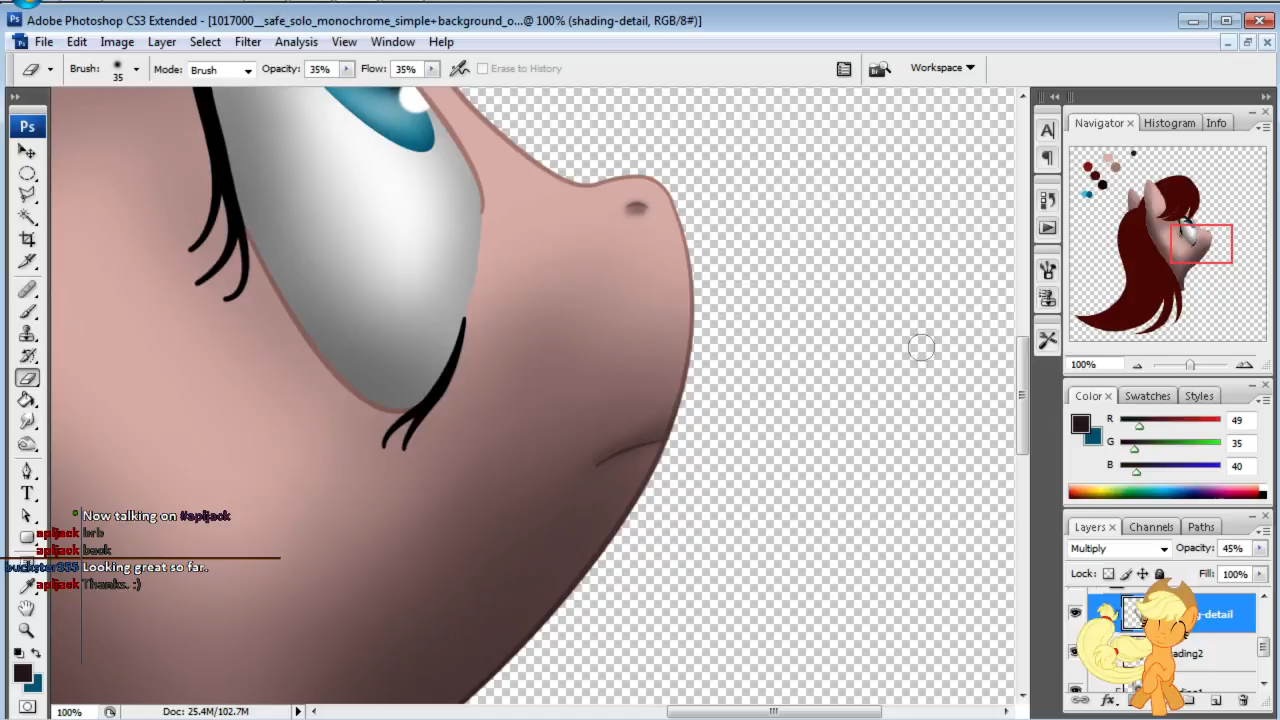 Adobe Photoshop CS3 Extended - [1017000__safe_solo_monochrome_simple+background_o...@ 100% (shading-detail, RGB/8#)]
File Edit Image Layer Select Filter Analysis View Window Help
Brush: 35 Mode: Brush Opacity: 35% Flow: 35% Erase to History Workspace
Ps
Navigator Histogram Info
100%
Color Swatches Styles
R 49
G 35
B 40
Layers Channels Paths
Multiply Opacity: 45%
Lock: Fill: 100%
* Now talking on #apljack
apljack brb
apljack back
buckster355 Looking great so far..
apljack Thanks. :)
100% Doc: 25.4M/102.7M